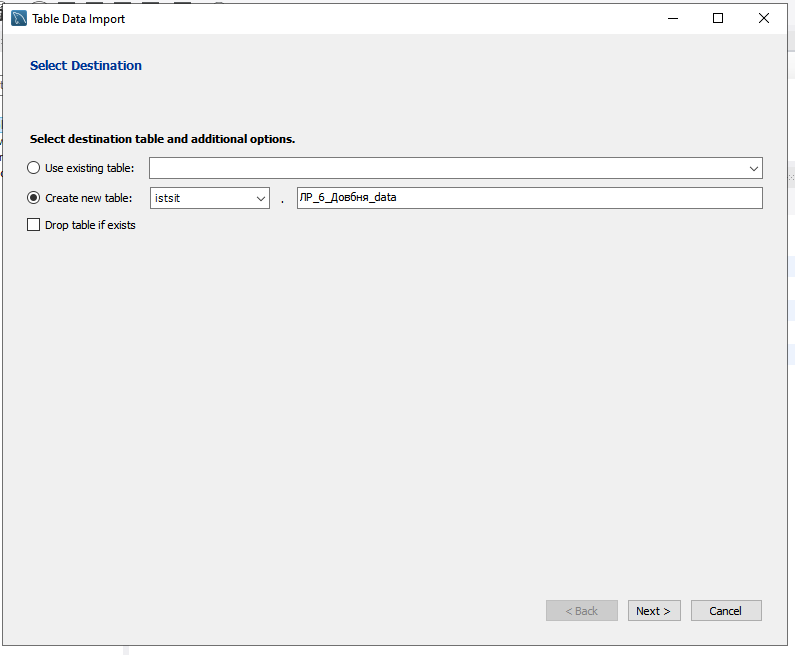 Table Data Import
Select Destination
Select destination table and additional options.
Use existing table:
Create new table: istsit . ЛР_6_Довбня_data
Drop table if exists
< Back Next > Cancel